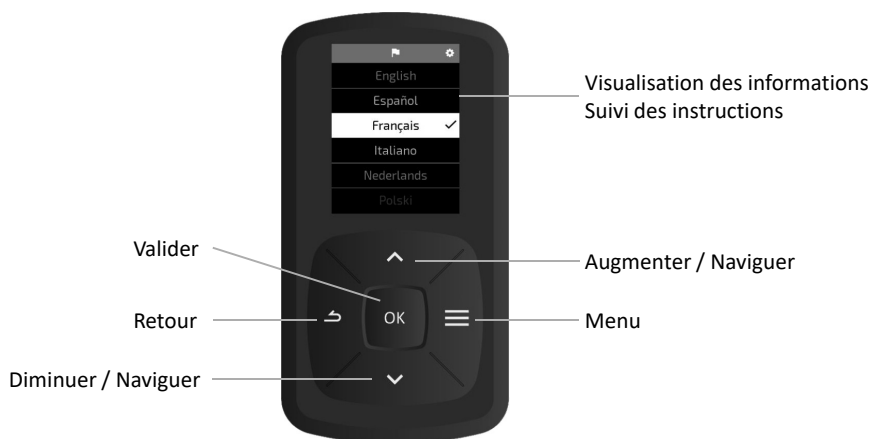 English
Español
Français
Italiano
Nederlands
Polski
Visualisation des informations
Suivi des instructions
Valider
Augmenter / Naviguer
Retour
OK
Menu
Diminuer / Naviguer